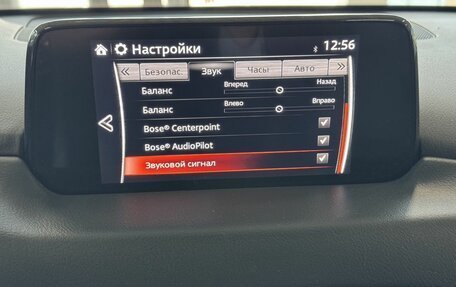 Настройки 12:56
« Безопас. Звук Часы Авто »
Баланс Вперед Назад
Баланс Влево Вправо
Bose® Centerpoint
Bose® AudioPilot
Звуковой сигнал